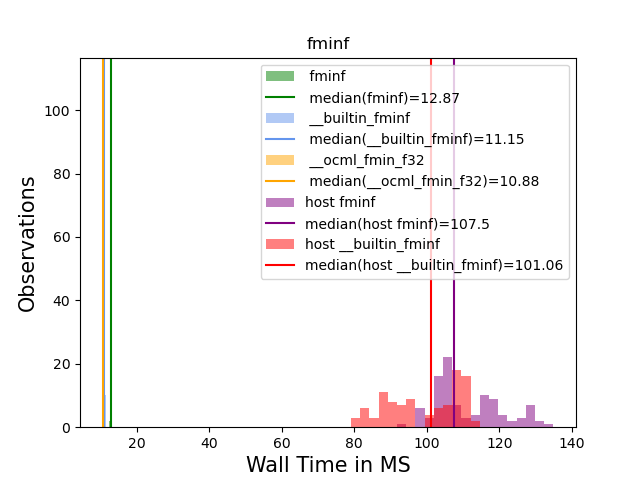 fminf
fminf
median(fminf)=12.87
__builtin_fminf
median(__builtin_fminf)=11.15
__ocml_fmin_f32
median(__ocml_fmin_f32)=10.88
host fminf
median(host fminf)=107.5
host __builtin_fminf
median(host __builtin_fminf)=101.06
Observations
100
80
60
40
20
0
20 40 60 80 100 120 140
Wall Time in MS